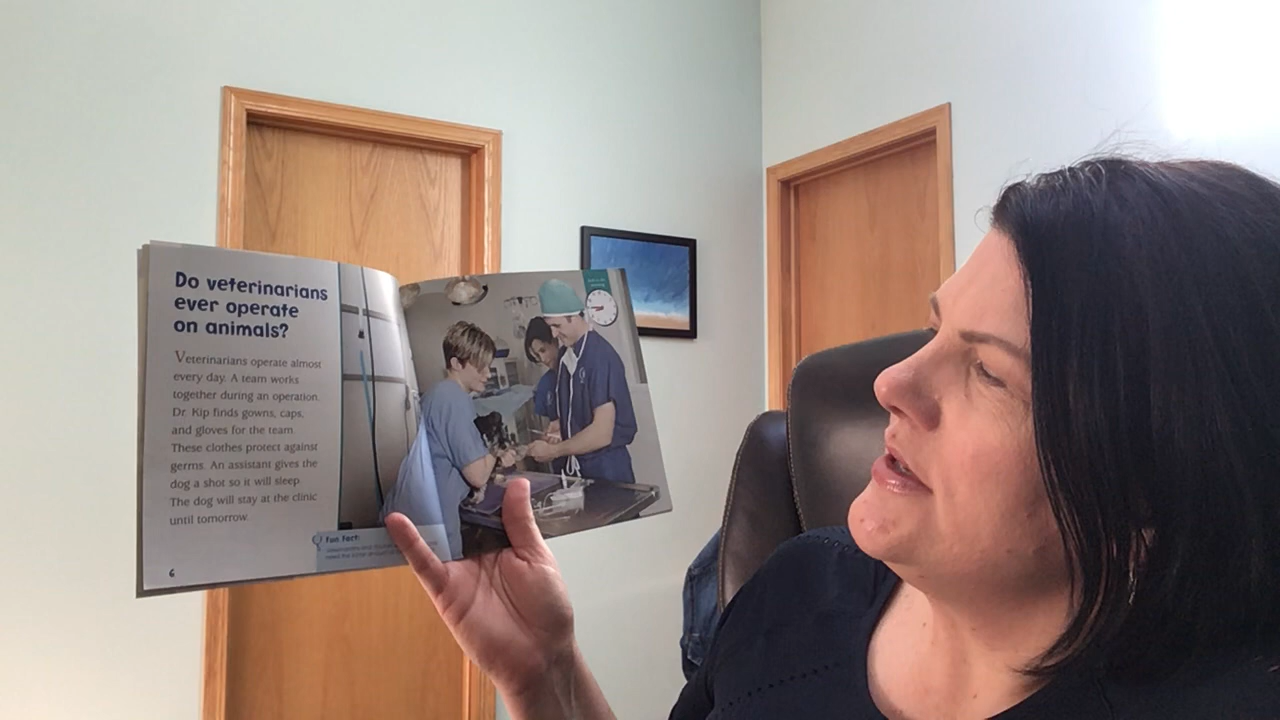 Do veterinarians
ever operate
on animals?
Veterinarians operate almost
every day. A team works
together during an operation.
Dr. Kip finds gowns, caps,
and gloves for the team.
These clothes protect against
germs. An assistant gives the
dog a shot so it will sleep.
The dog will stay at the clinic
until tomorrow.
Fun Fact:
6